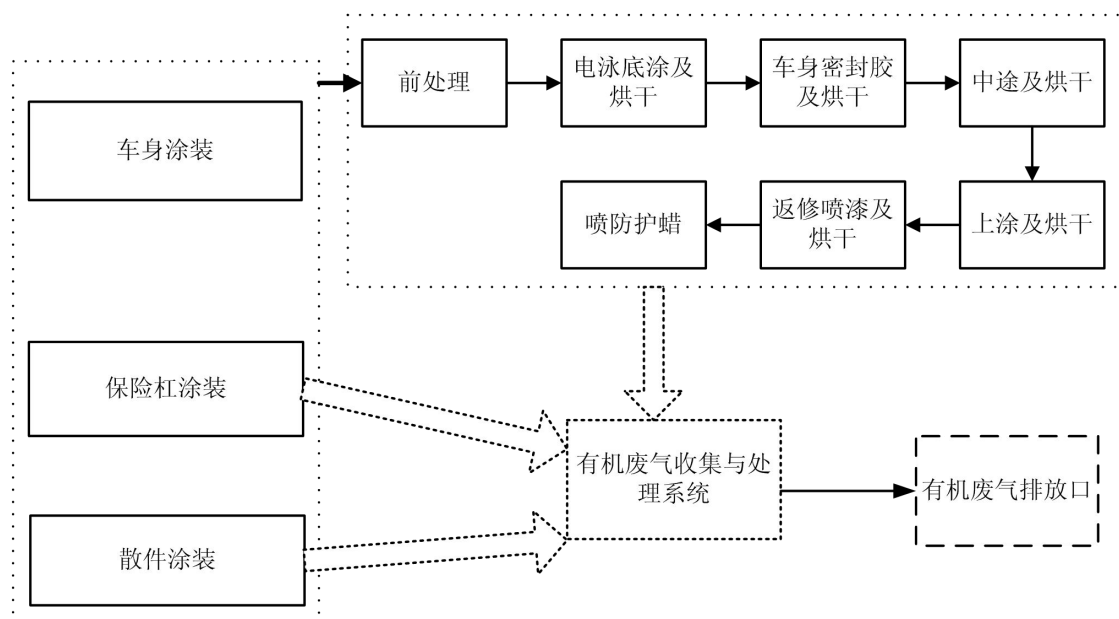 前处理
电泳底涂及
烘干
车身密封胶
及烘干
中途及烘干
车身涂装
喷防护蜡
返修喷漆及
烘干
上涂及烘干
保险杠涂装
有机废气收集与处
理系统
有机废气排放口
散件涂装